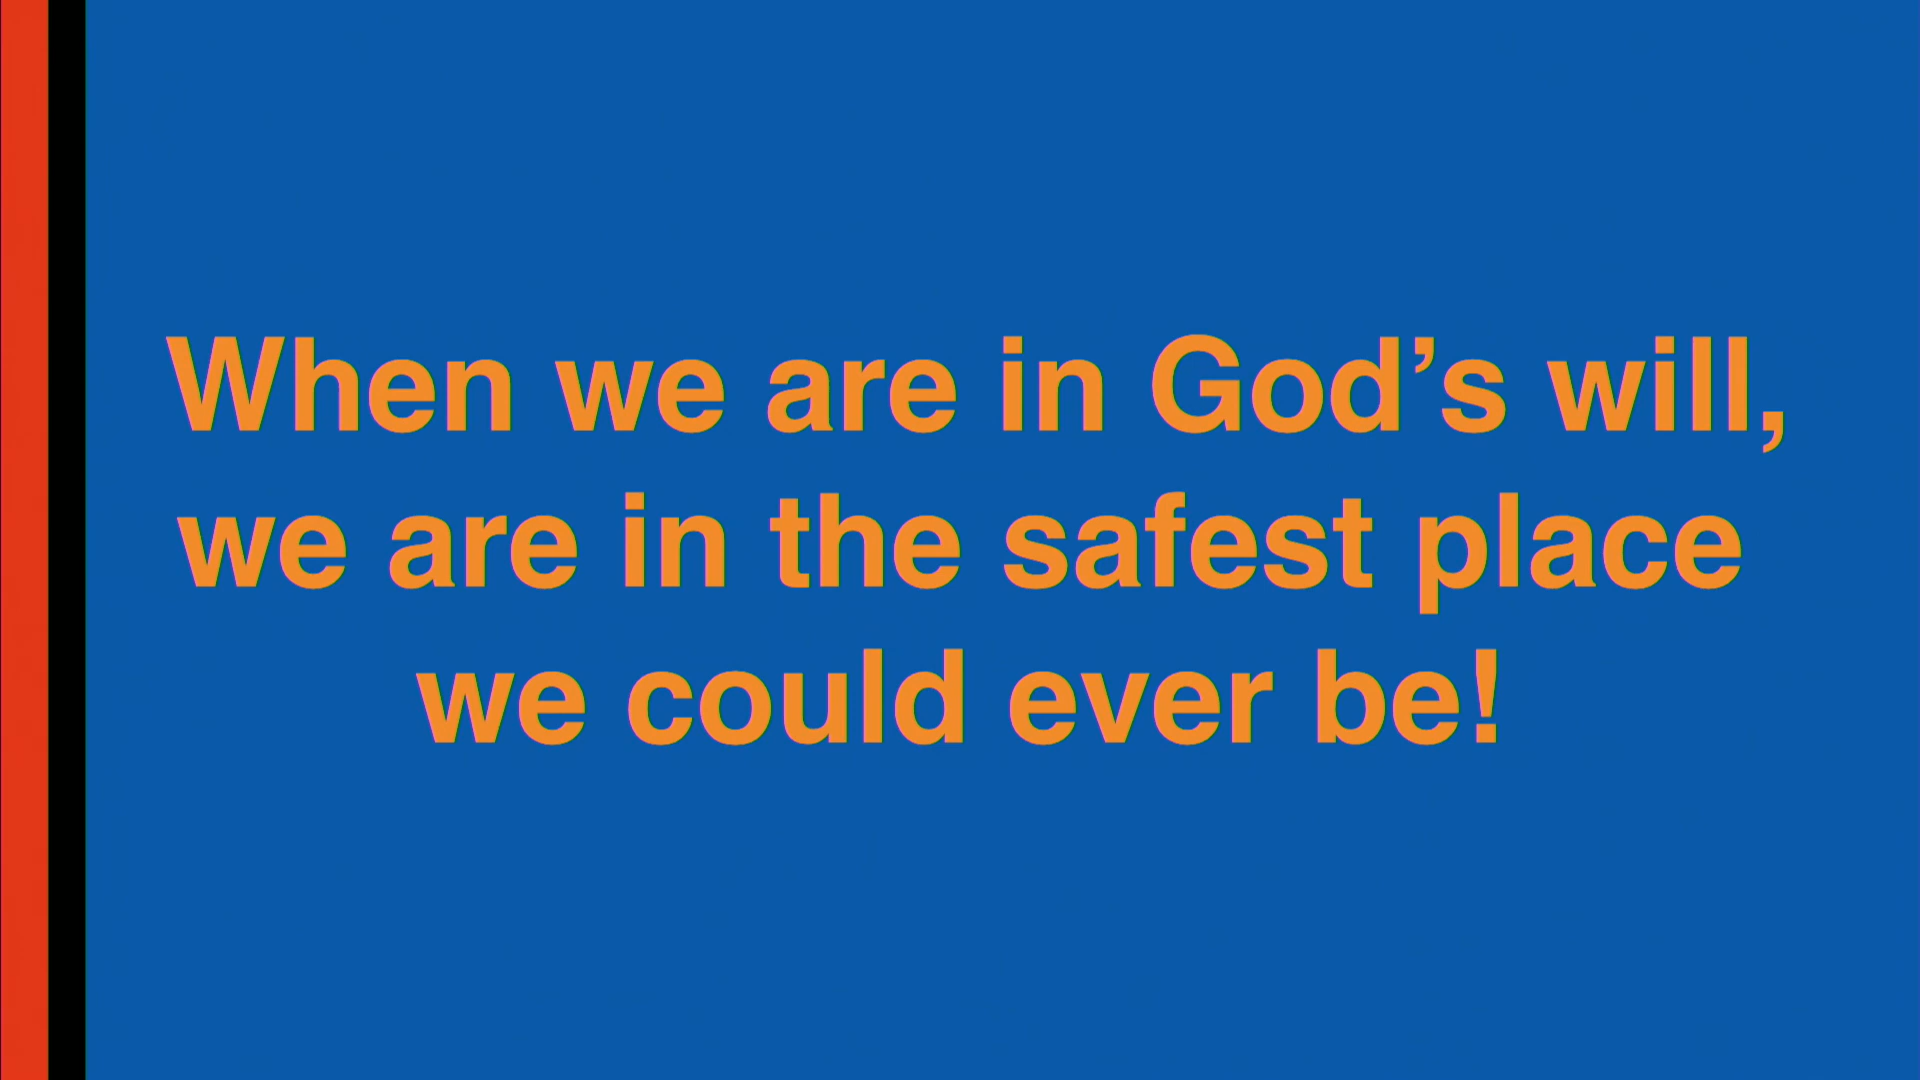 When we are in God’s will,
we are in the safest place
we could ever be!